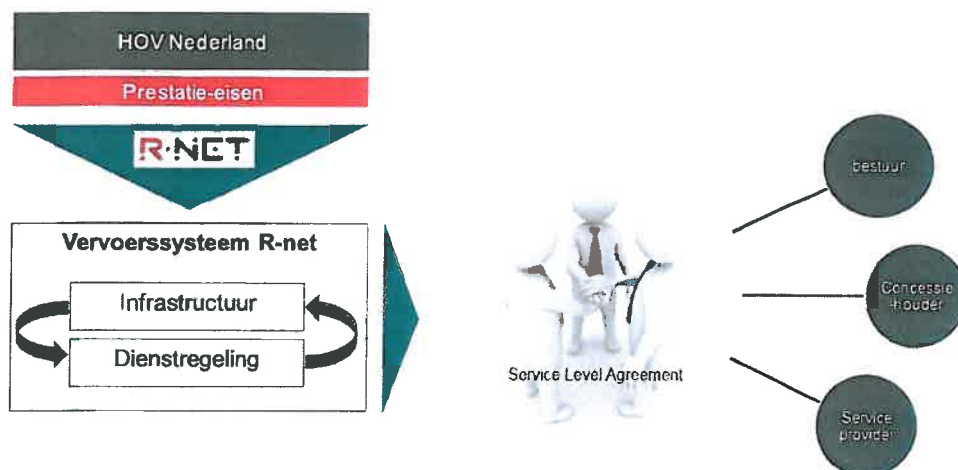 HOV Nederland
Prestatie-eisen
R·NET
Vervoerssysteem R-net
Infrastructuur
Dienstregeling
Service Level Agreement
bestuur
Concessie
-houder
Service
provider